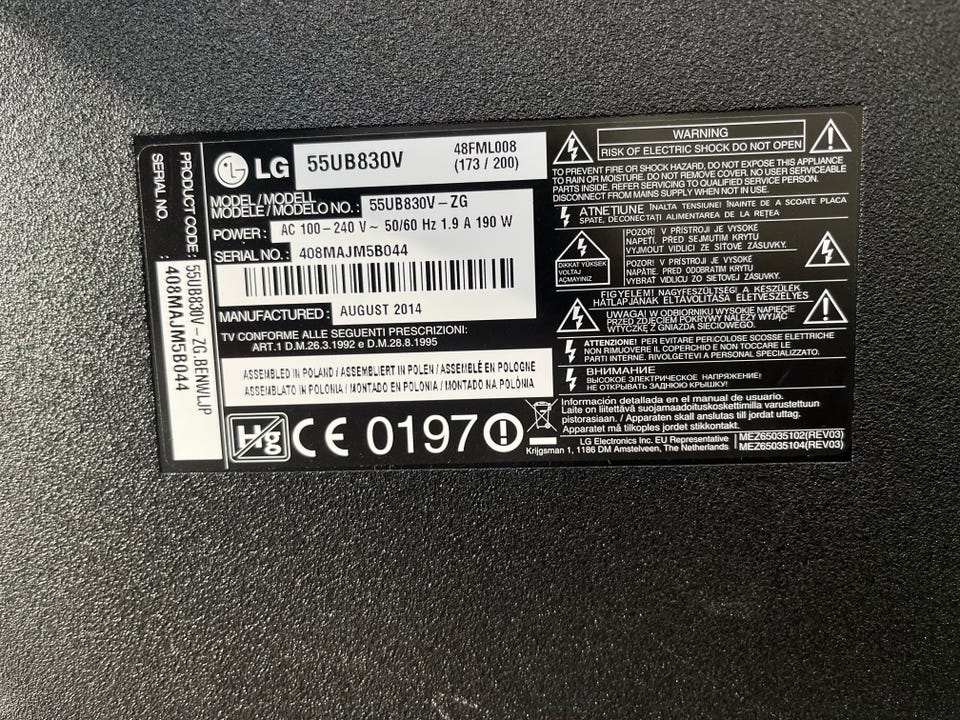 SERIAL NO. : 408MAJM5B044
PRODUCT CODE : 55UB830V-ZG.BENWLJP
LG 55UB830V
48FML008
(173 / 200)
MODEL / MODELL
MODELE / MODELO NO. : 55UB830V-ZG
POWER : AC 100-240 V ~ 50/60 Hz 1.9 A 190 W
SERIAL NO. : 408MAJM5B044
MANUFACTURED : AUGUST 2014
TV CONFORME ALLE SEGUENTI PRESCRIZIONI:
ART.1 D.M.26.3.1992 e D.M.28.8.1995
ASSEMBLED IN POLAND / ASSEMBLIERT IN POLEN / ASSEMBLÉ EN POLOGNE
ASSEMBLATO IN POLONIA / MONTADO EN POLONIA / MONTADO NA POLÓNIA
Hg CE 0197
WARNING
RISK OF ELECTRIC SHOCK DO NOT OPEN
TO PREVENT FIRE OR SHOCK HAZARD, DO NOT EXPOSE THIS APPLIANCE
TO RAIN OR MOISTURE. DO NOT REMOVE COVER. NO USER SERVICEABLE
PARTS INSIDE. REFER SERVICING TO QUALIFIED SERVICE PERSON.
DISCONNECT FROM MAINS SUPPLY WHEN NOT IN USE.
ATNEȚIUNE ÎNALTA TENSIUNE! ÎNAINTE DE A SCOATE PLACA
SPATE, DECONECTAȚI ALIMENTAREA DE LA REȚEA
DIKKAT YÜKSEK
VOLTAJ
AÇMAYINIZ
POZOR! V PŘÍSTROJI JE VYSOKÉ
NAPETÍ. PŘED SEJMUTÍM KRYTU
VYJMOUT VIDLICI ZE SÍŤOVÉ ZÁSUVKY.
POZOR! V PRÍSTROJI JE VYSOKÉ
NAPÄTIE. PRED ODOBRATÍM KRYTU
VYBRAT VIDLICU ZO SIETOVEJ ZÁSUVKY.
FIGYELEM! NAGYFESZÜLTSÉG! A KÉSZÜLÉK
HÁTLAPJÁNAK ELTÁVOLÍTÁSA ÉLETVESZÉLYES
UWAGA! W ODBIORNIKU WYSOKIE NAPIĘCIE
PRZED ZDJĘCIEM POKRYWY NALEŻY WYJĄĆ
WTYCZKĘ Z GNIAZDA SIECIOWEGO.
ATTENZIONE! PER EVITARE PER.COLOSE SCOSSE ELETTRICHE
NON RIMUOVERE IL COPERCHIO E NON TOCCARE LE
PARTI INTERNE. RIVOLGETEVI A PERSONAL SPECIALIZZATO.
ВНИМАНИЕ
ВЫСОКОЕ ЭЛЕКТРИЧЕСКОЕ НАПРЯЖЕНИЕ!
НЕ ОТКРЫВАТЬ ЗАДНЮЮ КРЫШКУ!
Información detallada en el manual de usuario.
Laite on liitettävä suojamaadoituskoskettimilla varustettuun
pistorasiaan. / Apparaten skall anslutas till jordat uttag.
Apparatet må tilkoples jordet stikkontakt.
LG Electronics Inc. EU Representative
Krijgsman 1, 1186 DM Amstelveen, The Netherlands
MEZ65035102(REV03)
MEZ65035104(REV03)